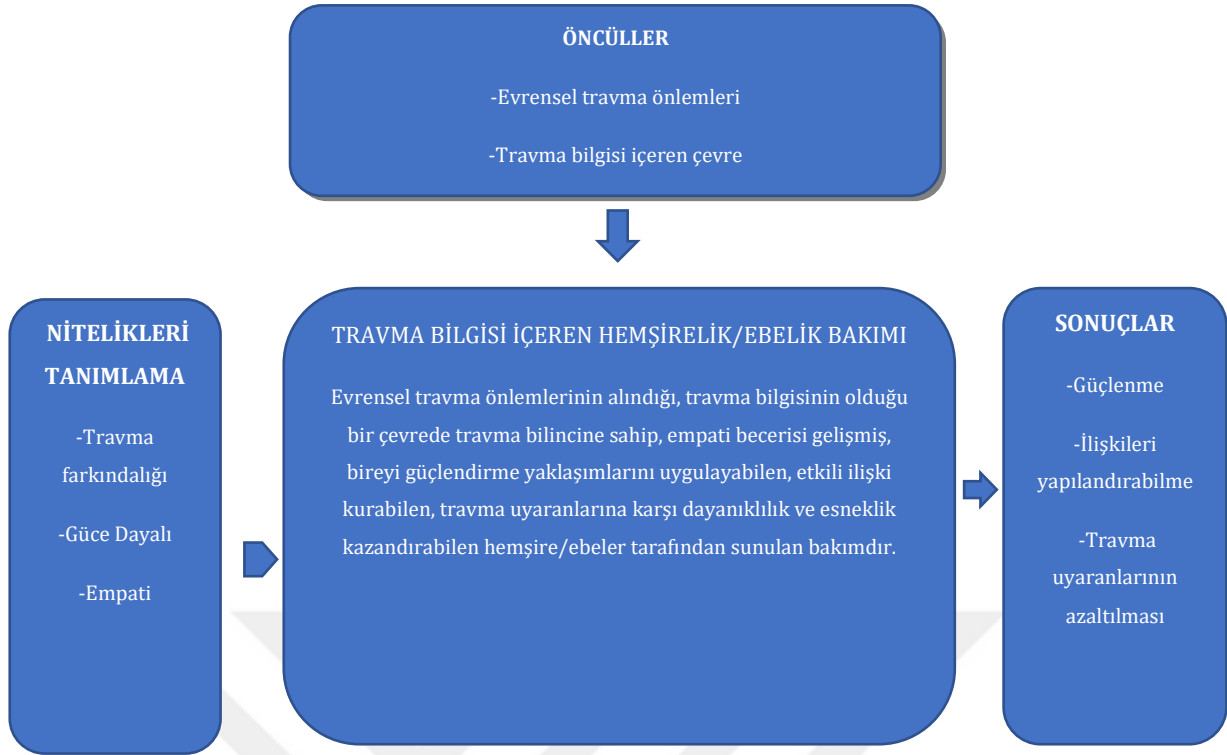 ÖNCÜLLER
-Evrensel travma önlemleri
-Travma bilgisi içeren çevre
NİTELİKLERİ
TANIMLAMA
-Travma
farkındalığı
-Güce Dayalı
-Empati
TRAVMA BİLGİSİ İÇEREN HEMŞİRELİK/EBELİK BAKIMI
Evrensel travma önlemlerinin alındığı, travma bilgisinin olduğu
bir çevrede travma bilincine sahip, empati becerisi gelişmiş,
bireyi güçlendirme yaklaşımlarını uygulayabilen, etkili ilişki
kurabilen, travma uyaranlarına karşı dayanıklılık ve esneklik
kazandırabilen hemşire/ebeler tarafından sunulan bakımdır.
SONUÇLAR
-Güçlenme
-İlişkileri
yapılandırabilme
-Travma
uyaranlarının
azaltılması